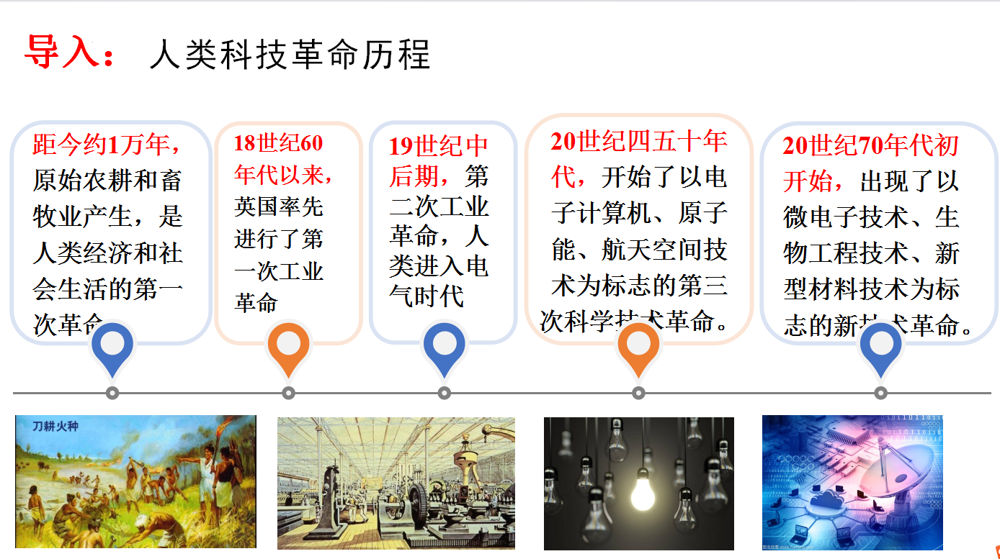 导入： 人类科技革命历程
距今约1万年，
原始农耕和畜
牧业产生，是
人类经济和社
会生活的第一
次革命
18世纪60
年代以来，
英国率先
进行了第
一次工业
革命
19世纪中
后期，第
二次工业
革命，人
类进入电
气时代
20世纪四五十年
代，开始了以电
子计算机、原子
能、航天空间技
术为标志的第三
次科学技术革命。
20世纪70年代初
开始，出现了以
微电子技术、生
物工程技术、新
型材料技术为标
志的新技术革命。
刀耕火种